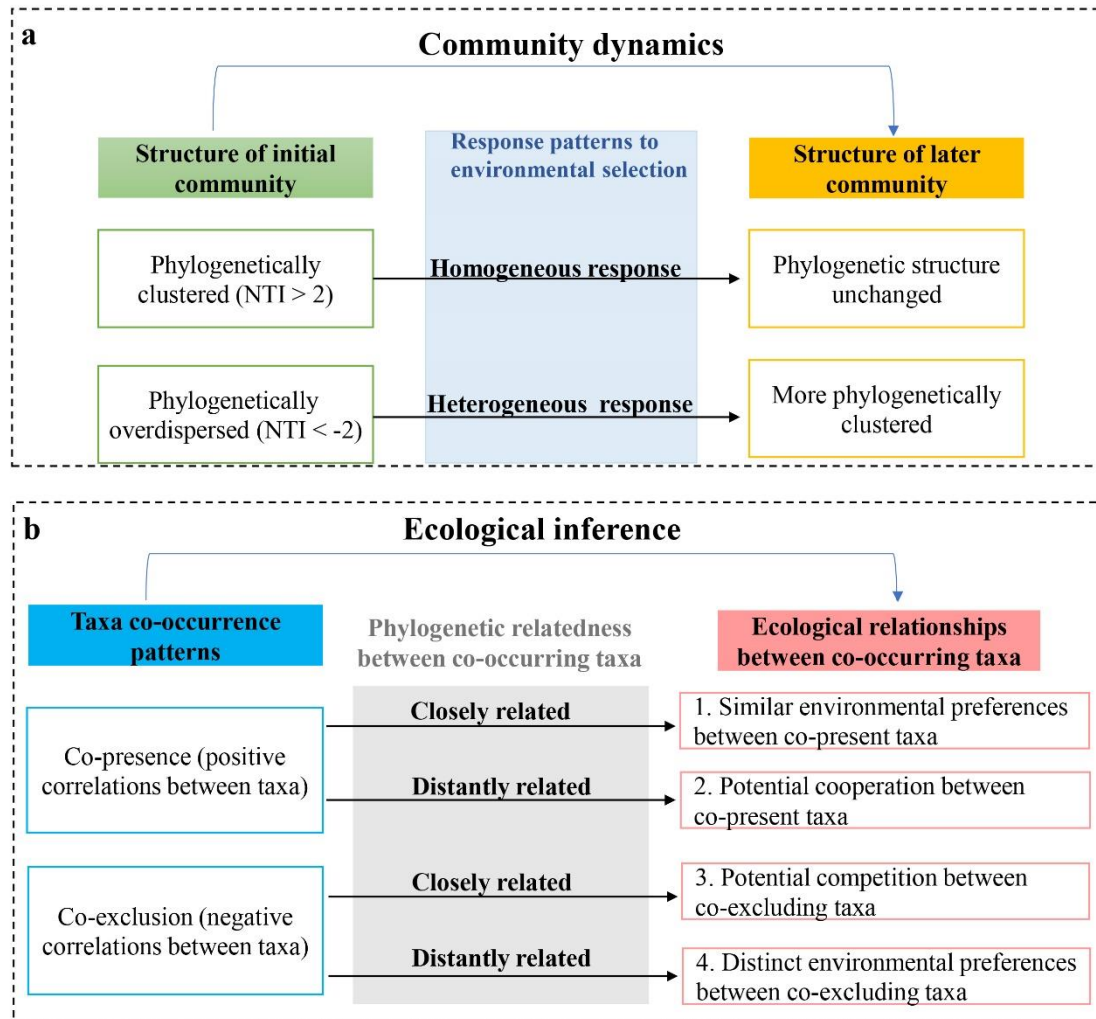 a
Community dynamics
Structure of initial
community
Response patterns to
environmental selection
Structure of later
community
Phylogenetically
clustered (NTI > 2)
Homogeneous response
Phylogenetic structure
unchanged
Phylogenetically
overdispersed (NTI < -2)
Heterogeneous response
More phylogenetically
clustered
b
Ecological inference
Taxa co-occurrence
patterns
Phylogenetic relatedness
between co-occurring taxa
Ecological relationships
between co-occurring taxa
Co-presence (positive
correlations between taxa)
Closely related
1. Similar environmental preferences
between co-present taxa
Distantly related
2. Potential cooperation between
co-present taxa
Co-exclusion (negative
correlations between taxa)
Closely related
3. Potential competition between
co-excluding taxa
Distantly related
4. Distinct environmental preferences
between co-excluding taxa